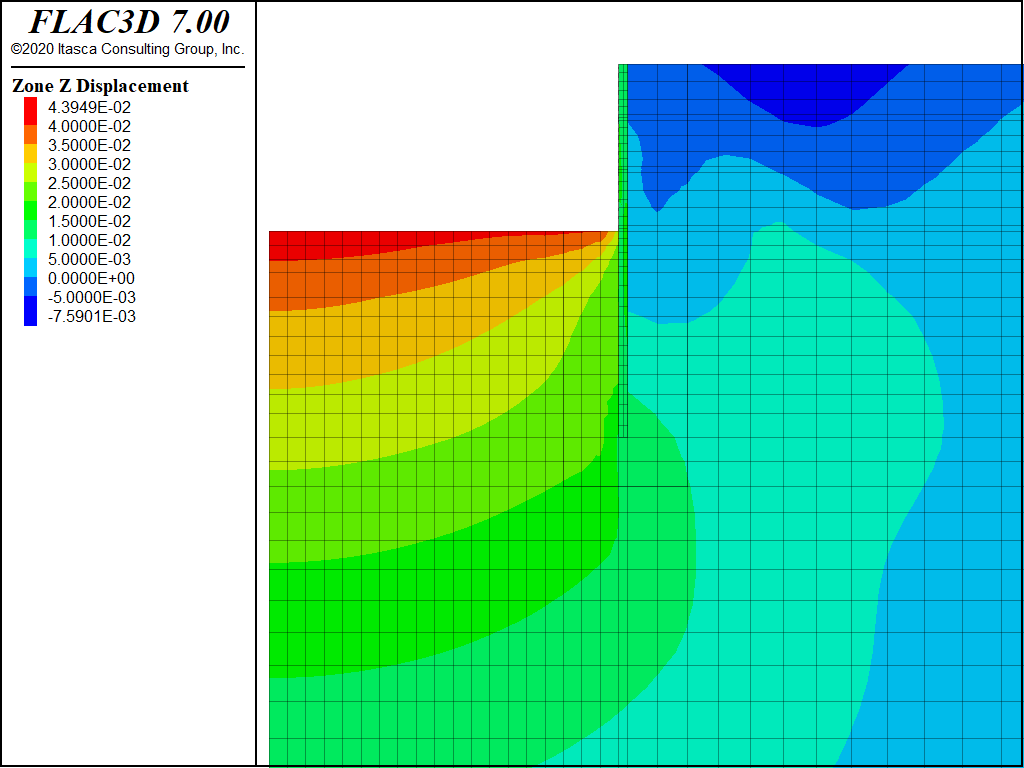 FLAC3D 7.00
©2020 Itasca Consulting Group, Inc.
Zone Z Displacement
4.3949E-02
4.0000E-02
3.5000E-02
3.0000E-02
2.5000E-02
2.0000E-02
1.5000E-02
1.0000E-02
5.0000E-03
0.0000E+00
-5.0000E-03
-7.5901E-03